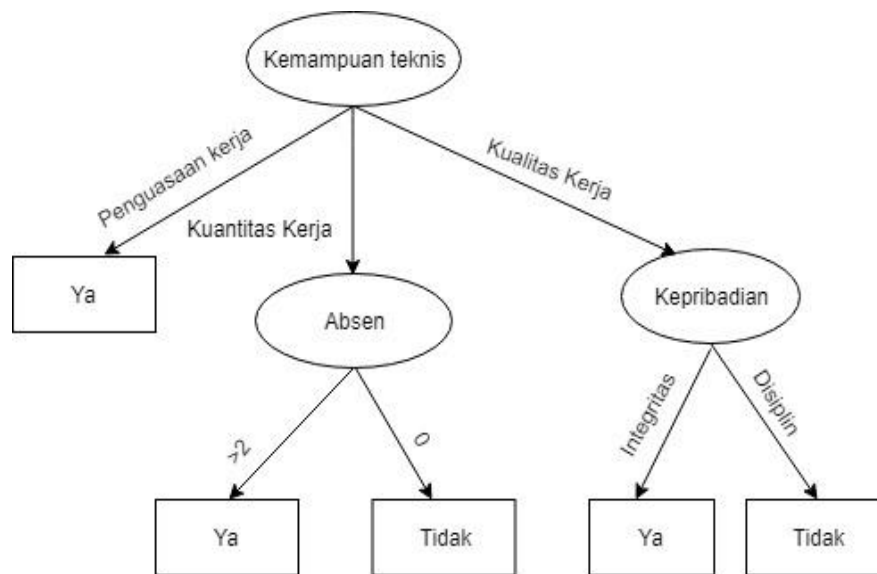 Kemampuan teknis
Penguasaan kerja
Kuantitas Kerja
Kualitas Kerja
Ya
Absen
Kepribadian
>2
0
Integritas
Disiplin
Ya
Tidak
Ya
Tidak